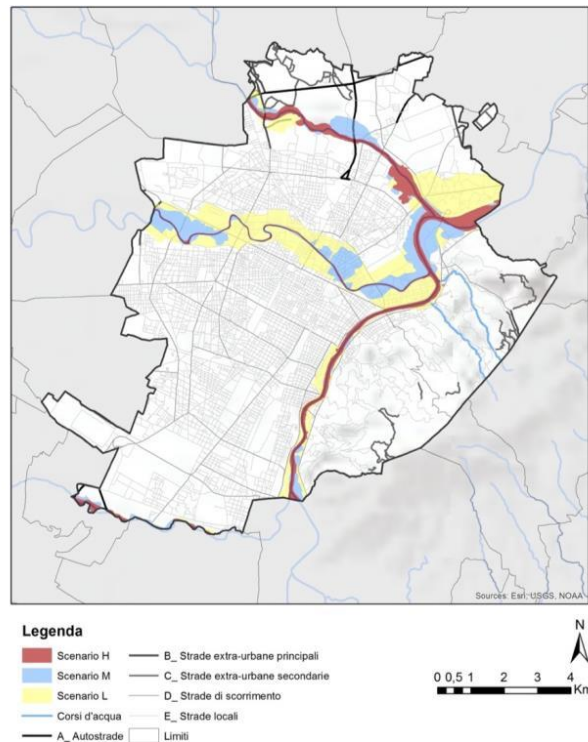 Sources: Esri, USGS, NOAA
Legenda
Scenario H
Scenario M
Scenario L
Corsi d'acqua
A_ Autostrade
B_ Strade extra-urbane principali
C_ Strade extra-urbane secondarie
D_ Strade di scorrimento
E_ Strade locali
Limiti
N
0 0,5 1 2 3 4
Km